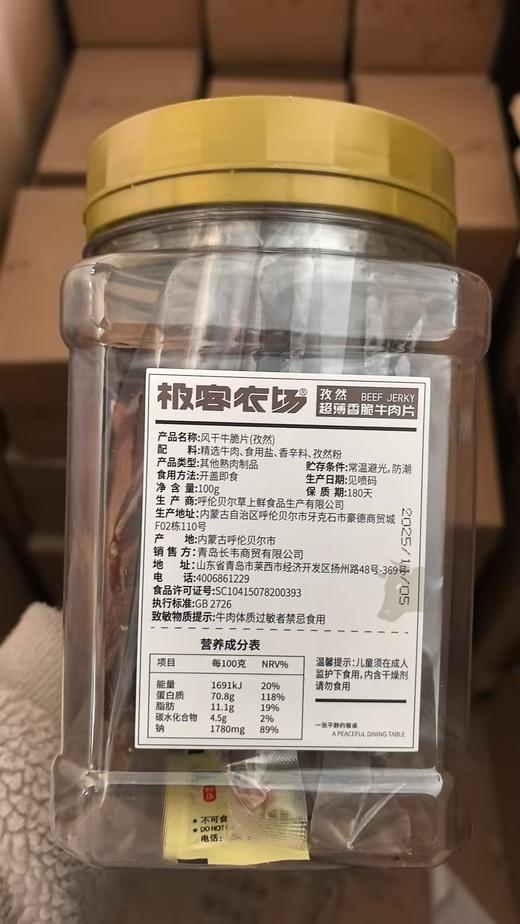 极客农场®
孜然 BEEF JERKY
超薄香脆牛肉片
产品名称:风干牛脆片(孜然)
配 料:精选牛肉、食用盐、香辛料、孜然粉
产品类型:其他熟肉制品 贮存条件:常温避光,防潮
食用方法:开盖即食 生产日期:见喷码
净 含 量:100g 保 质 期:180天
生 产 商:呼伦贝尔草上鲜食品生产有限公司
生产地址:内蒙古自治区呼伦贝尔市牙克石市豪德商贸城
F02栋110号
产 地:内蒙古呼伦贝尔市
销 售 方:青岛长韦商贸有限公司
地 址:山东省青岛市莱西市经济开发区扬州路48号-369号
电 话:4006861229
食品许可证号:SC10415078200393
执行标准:GB 2726
致敏物质提示:牛肉体质过敏者禁忌食用
2025/11/05
营养成分表
项目 每100克 NRV%
能量 1691kJ 20%
蛋白质 70.8g 118%
脂肪 11.1g 19%
碳水化合物 4.5g 2%
钠 1780mg 89%
温馨提示:儿童须在成人
监护下食用,内含干燥剂
请勿食用
一张平静的餐桌
A PEACEFUL DINING TABLE
★ 不可食
★ DO NOT
电话: